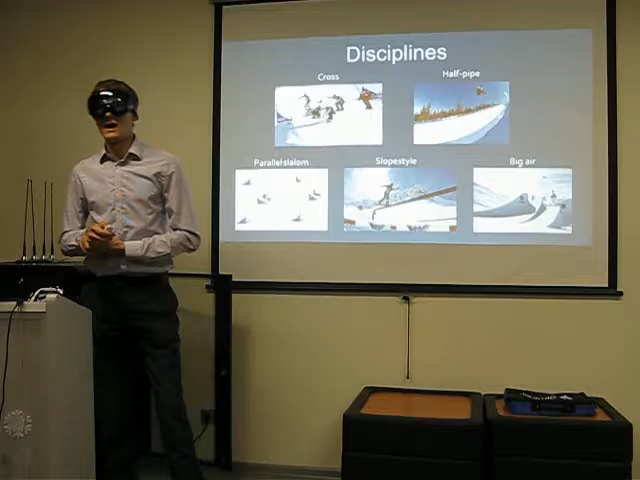 Disciplines
Cross
Half-pipe
Parallel slalom
Slopestyle
Big air